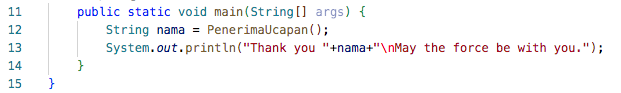 11 public static void main(String[] args) {
12 String nama = PenerimaUcapan();
13 System.out.println("Thank you "+nama+"\nMay the force be with you.");
14 }
15 }